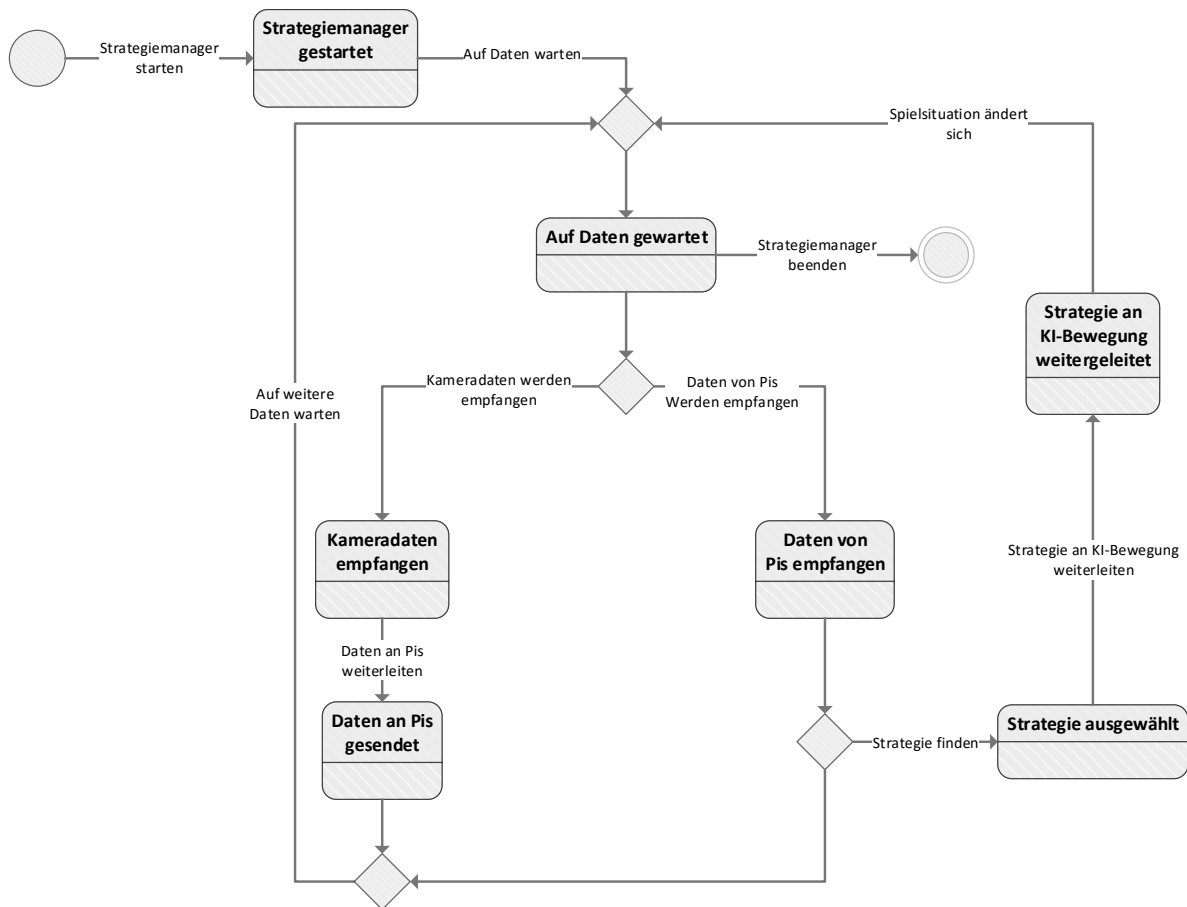 Strategiemanager
starten
Strategiemanager
gestartet
Auf Daten warten
Spielsituation ändert
sich
Auf Daten gewartet
Strategiemanager
beenden
Strategie an
KI-Bewegung
weitergeleitet
Auf weitere
Daten warten
Kameradaten werden
empfangen
Daten von Pis
Werden empfangen
Kameradaten
empfangen
Daten von
Pis empfangen
Strategie an KI-Bewegung
weiterleiten
Daten an Pis
weiterleiten
Daten an Pis
gesendet
Strategie finden
Strategie ausgewählt